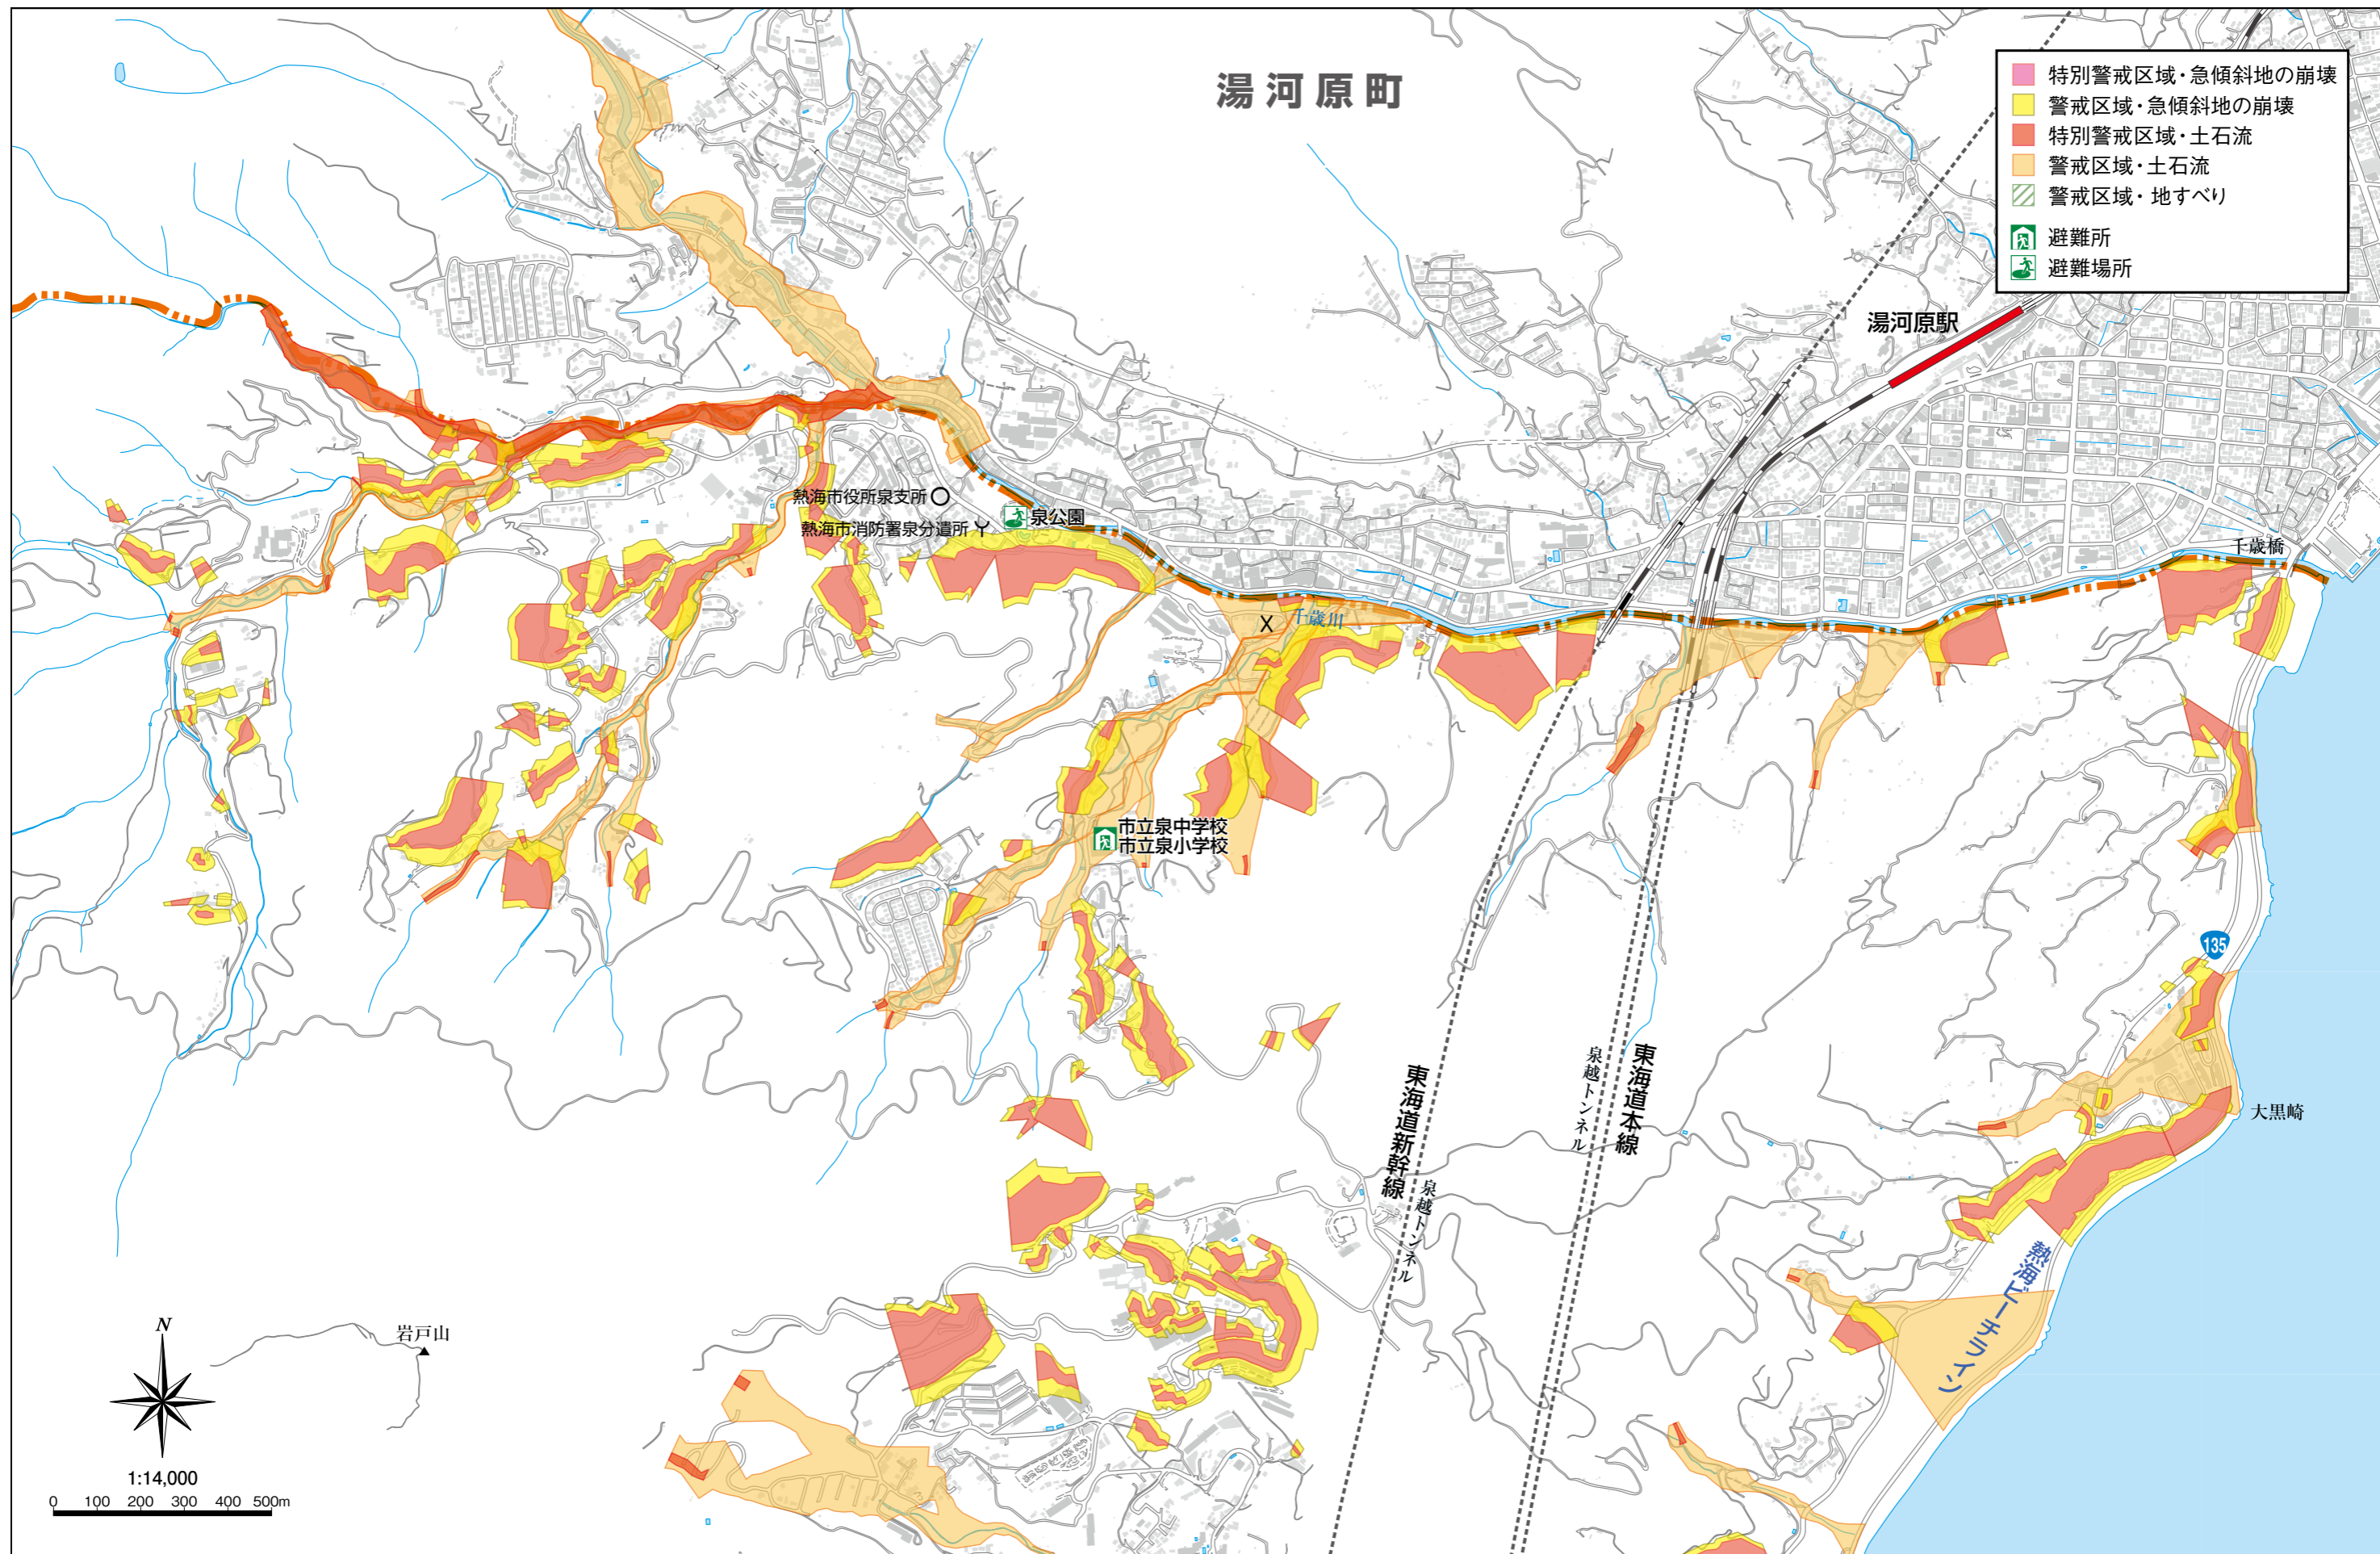 湯河原町
特別警戒区域・急傾斜地の崩壊
警戒区域・急傾斜地の崩壊
特別警戒区域・土石流
警戒区域・土石流
警戒区域・地すべり
避難所
避難場所
湯河原駅
熱海市役所泉支所
熱海市消防署泉分遣所
泉公園
千歳橋
千歳川
X
市立泉中学校
市立泉小学校
135
東海道新幹線
泉越トンネル
泉越トンネル
東海道本線
大黒崎
熱海ビーチライン
岩戸山
N
1:14,000
0 100 200 300 400 500m